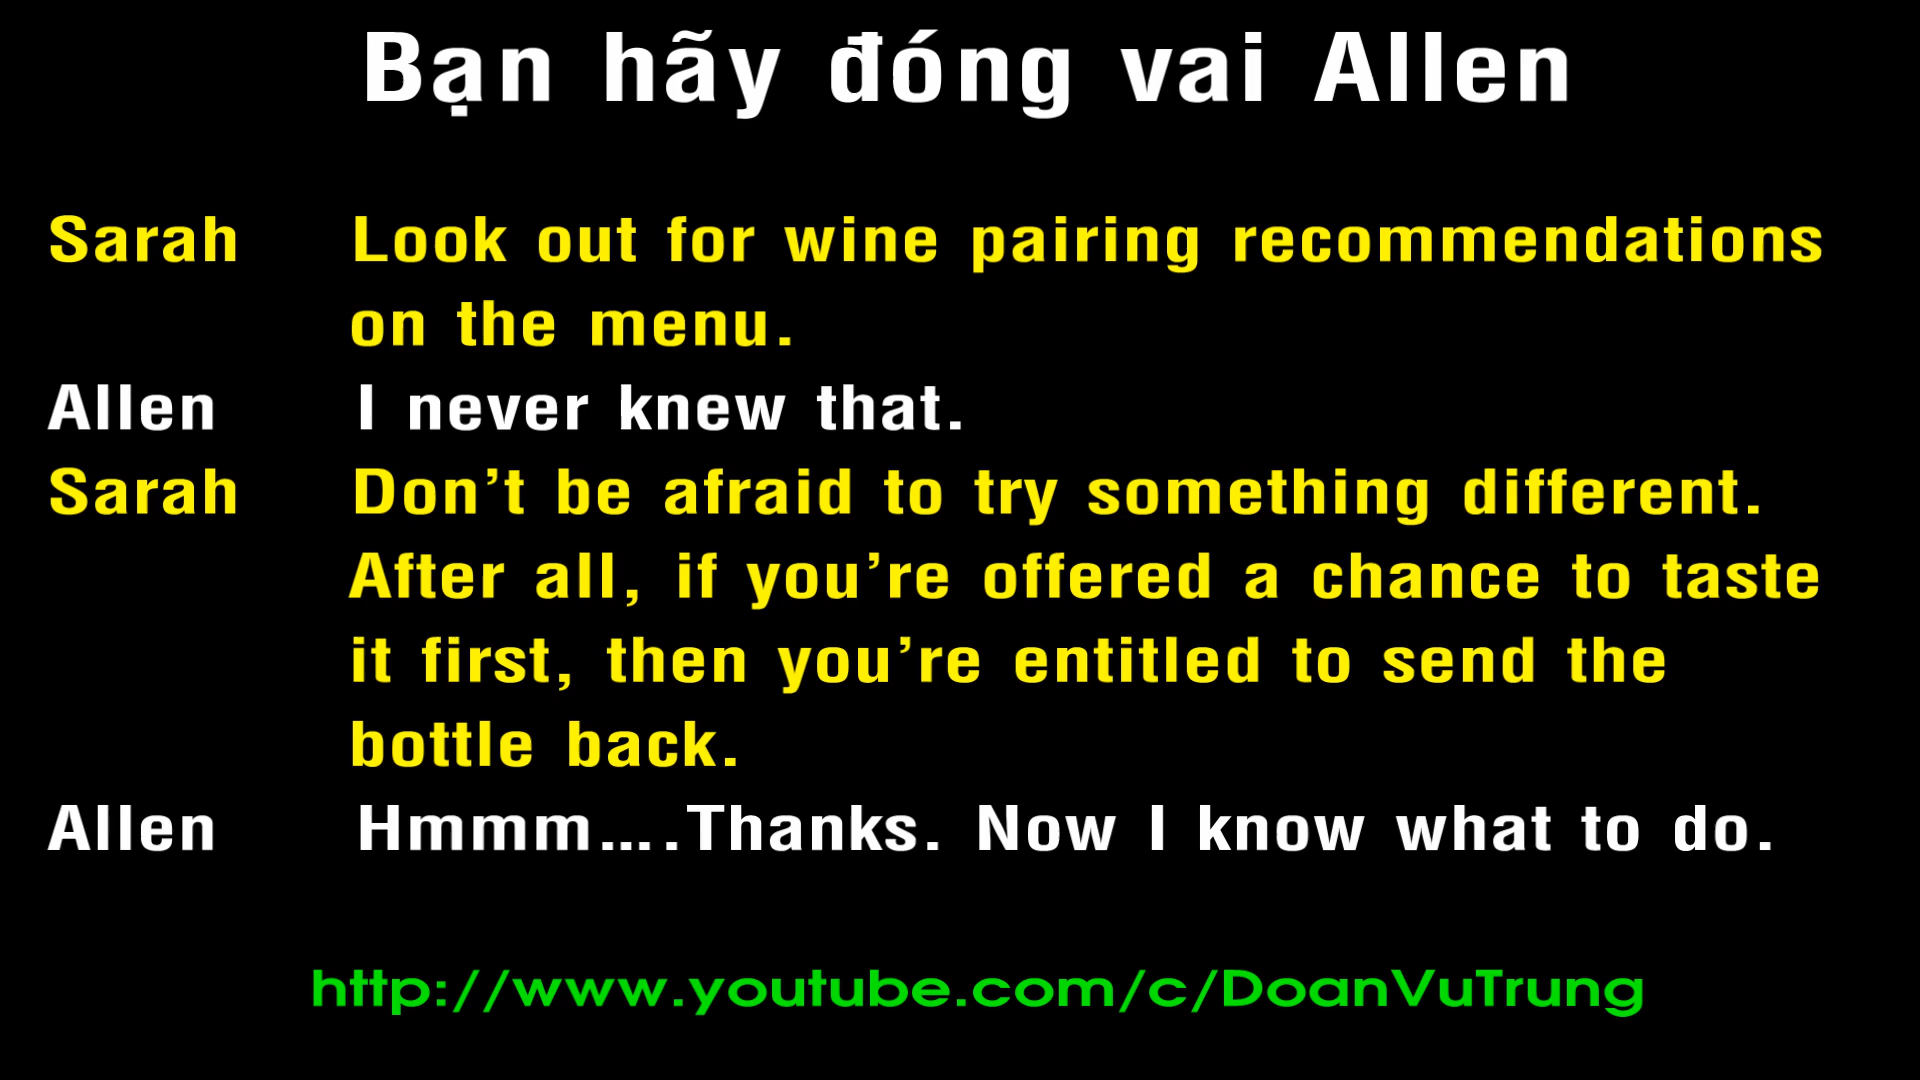 Bạn hãy đóng vai Allen
Sarah Look out for wine pairing recommendations
on the menu.
Allen I never knew that.
Sarah Don’t be afraid to try something different.
After all, if you’re offered a chance to taste
it first, then you’re entitled to send the
bottle back.
Allen Hmmm….Thanks. Now I know what to do.
http://www.youtube.com/c/DoanVuTrung